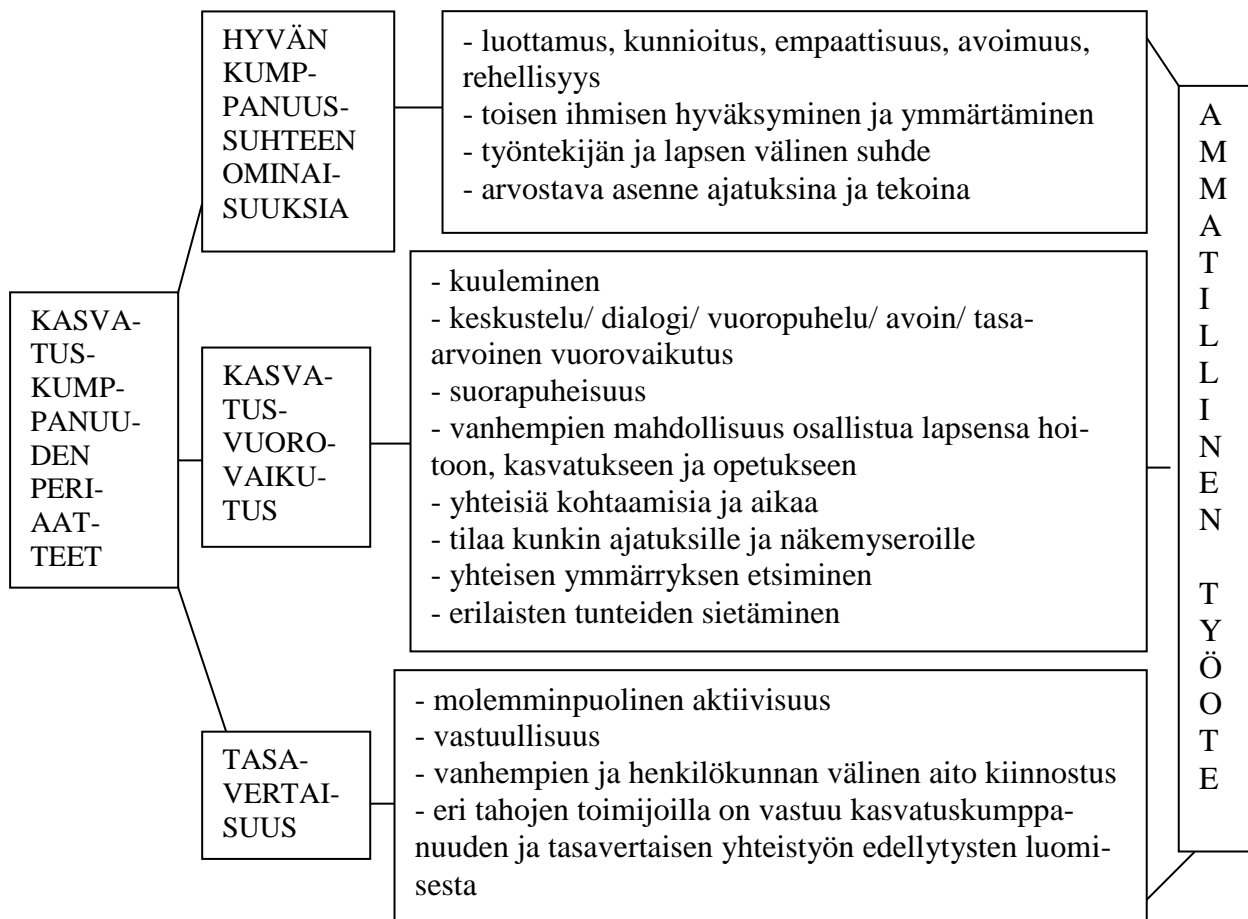 HYVÄN
KUMP-
PANUUS-
SUHTEEN
OMINAI-
SUUKSIA
- luottamus, kunnioitus, empaattisuus, avoimuus,
rehellisyys
- toisen ihmisen hyväksyminen ja ymmärtäminen
- työntekijän ja lapsen välinen suhde
- arvostava asenne ajatuksina ja tekoina
KASVA-
TUS-
KUMP-
PANUU-
DEN
PERI-
AAT-
TEET
KASVA-
TUS-
VUORO-
VAIKU-
TUS
- kuuleminen
- keskustelu/ dialogi/ vuoropuhelu/ avoin/ tasa-
arvoinen vuorovaikutus
- suorapuheisuus
- vanhempien mahdollisuus osallistua lapsensa hoi-
toon, kasvatukseen ja opetukseen
- yhteisiä kohtaamisia ja aikaa
- tilaa kunkin ajatuksille ja näkemyseroille
- yhteisen ymmärryksen etsiminen
- erilaisten tunteiden sietäminen
TASA-
VERTAI-
SUUS
- molemminpuolinen aktiivisuus
- vastuullisuus
- vanhempien ja henkilökunnan välinen aito kiinnostus
- eri tahojen toimijoilla on vastuu kasvatuskumppa-
nuuden ja tasavertaisen yhteistyön edellytysten luomi-
sesta
A
M
M
A
T
I
L
L
I
N
E
N
T
Y
Ö
O
T
E